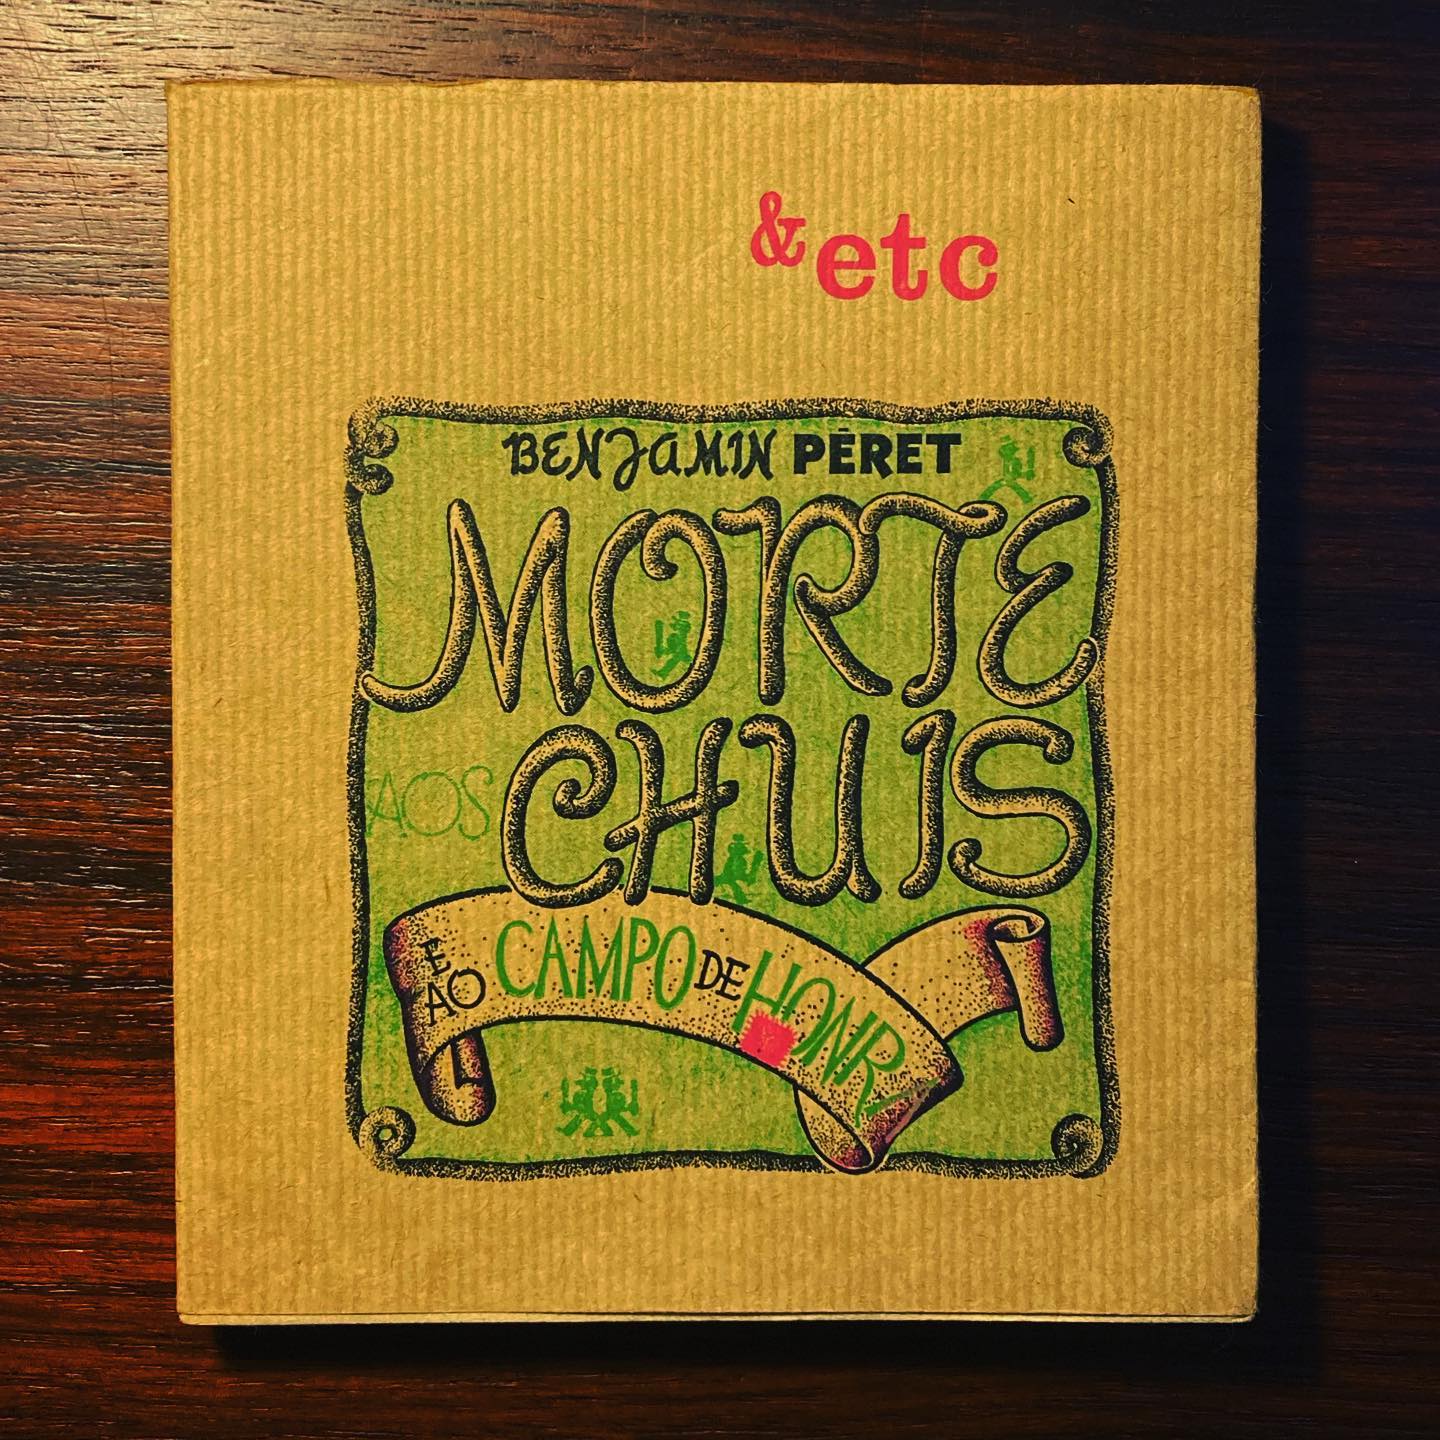 & etc
BENJAMIN PÉRET
MORTE
AOS CHUIS
E AO CAMPO DE HONRA